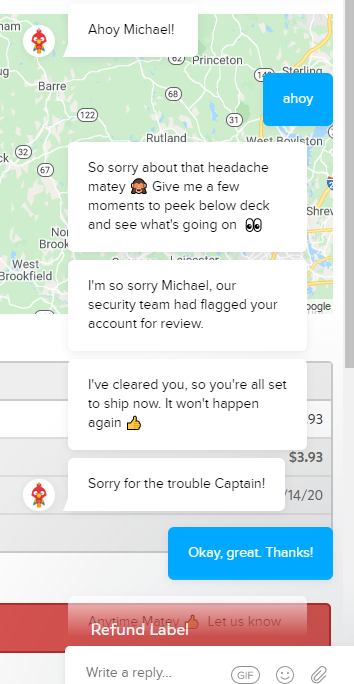 Ahoy Michael!
Princeton
62
Barre
140
Sterling
68
ahoy
122
31
Rutland
West Boylston
32
67
So sorry about that headache
matey 🙈 Give me a few
moments to peek below deck
and see what's going on 👀
Shrew
West
Brookfield
Brook
Leicester
I'm so sorry Michael, our
security team had flagged your
account for review.
oogle
I've cleared you, so you're all set
to ship now. It won't happen
again 👍
.93
$3.93
Sorry for the trouble Captain!
/14/20
Okay, great. Thanks!
Anytime Matey 👍 Let us know
Refund Label
Write a reply...
GIF